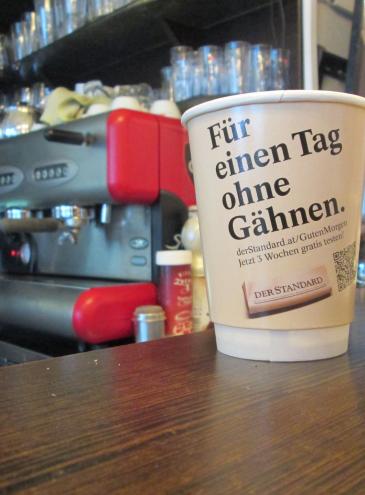 Für
einen Tag
ohne
Gähnen.
derStandard.at/GutenMorgen
Jetzt 3 Wochen gratis testen!
DER STANDARD